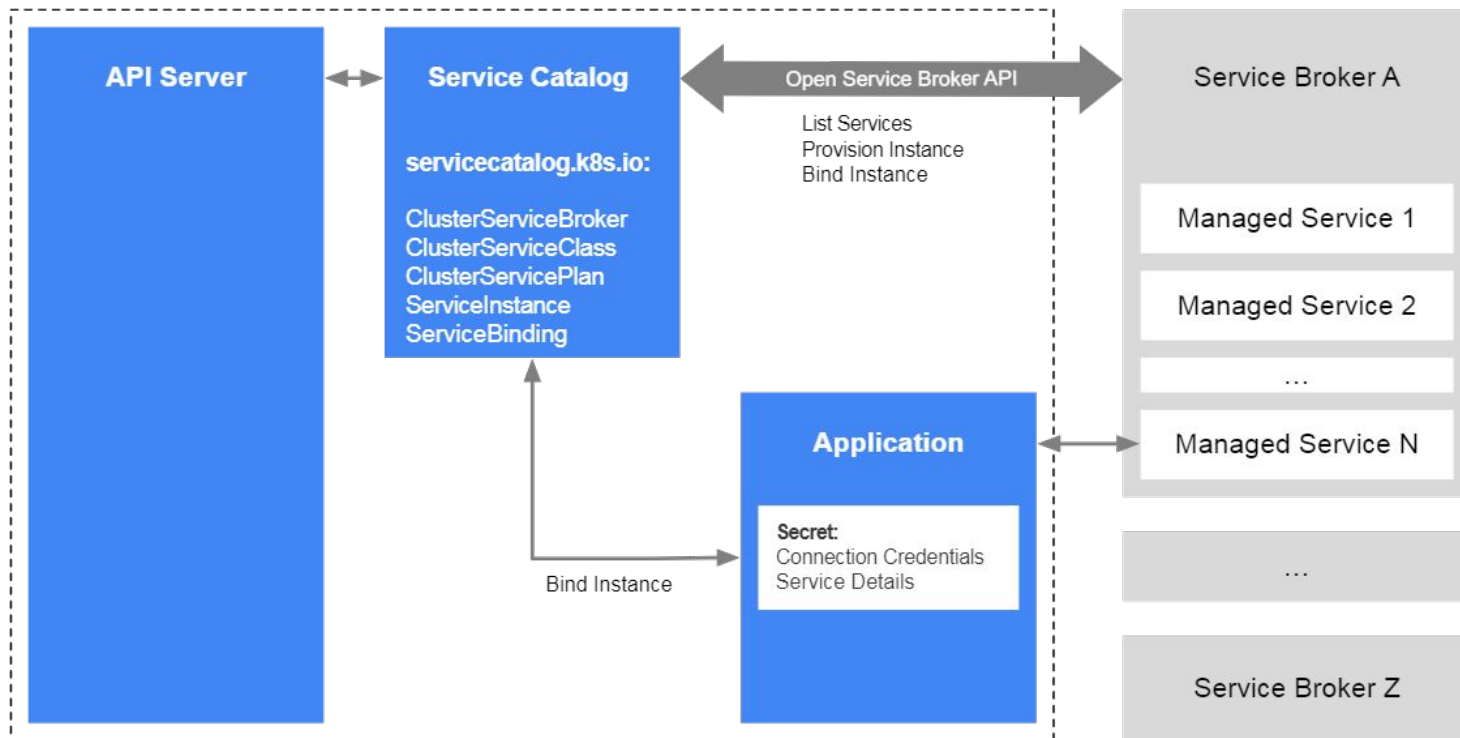 API Server
Service Catalog
servicecatalog.k8s.io:
ClusterServiceBroker
ClusterServiceClass
ClusterServicePlan
ServiceInstance
ServiceBinding
Open Service Broker API
List Services
Provision Instance
Bind Instance
Service Broker A
Managed Service 1
Managed Service 2
...
Managed Service N
Application
Secret:
Connection Credentials
Service Details
Bind Instance
...
Service Broker Z